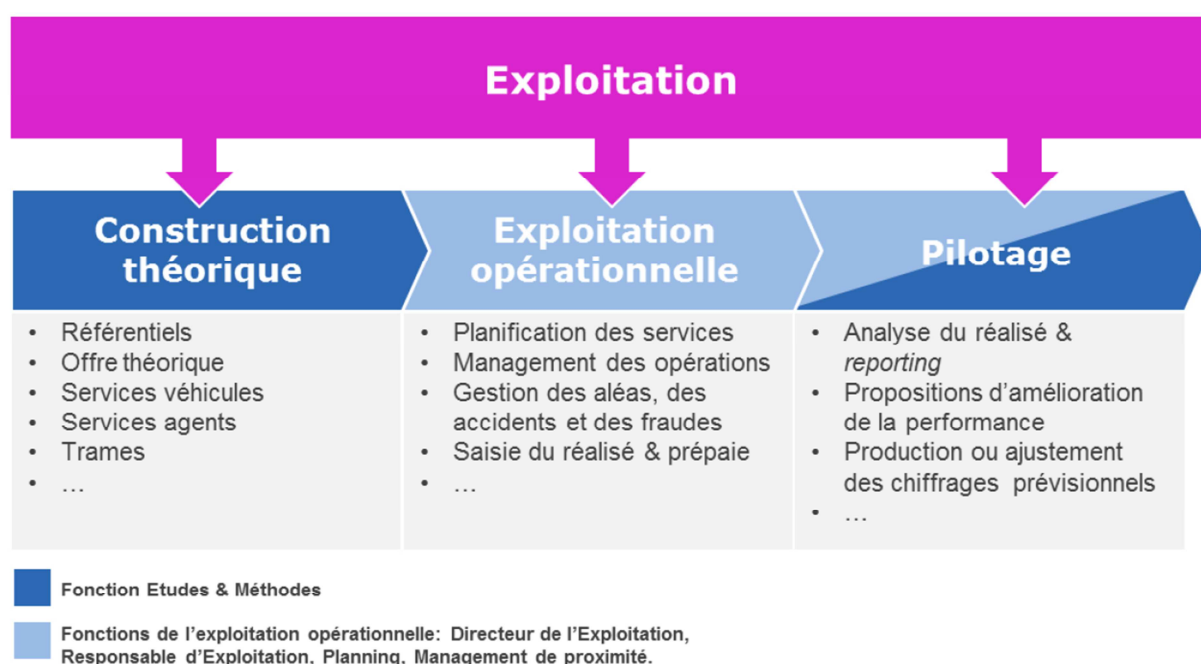 Exploitation
Construction
théorique
Exploitation
opérationnelle
Pilotage
• Référentiels
• Offre théorique
• Services véhicules
• Services agents
• Trames
• …
• Planification des services
• Management des opérations
• Gestion des aléas, des
accidents et des fraudes
• Saisie du réalisé & prépaie
• …
• Analyse du réalisé &
reporting
• Propositions d’amélioration
de la performance
• Production ou ajustement
des chiffrages prévisionnels
• …
Fonction Etudes & Méthodes
Fonctions de l’exploitation opérationnelle: Directeur de l’Exploitation,
Responsable d’Exploitation, Planning, Management de proximité.